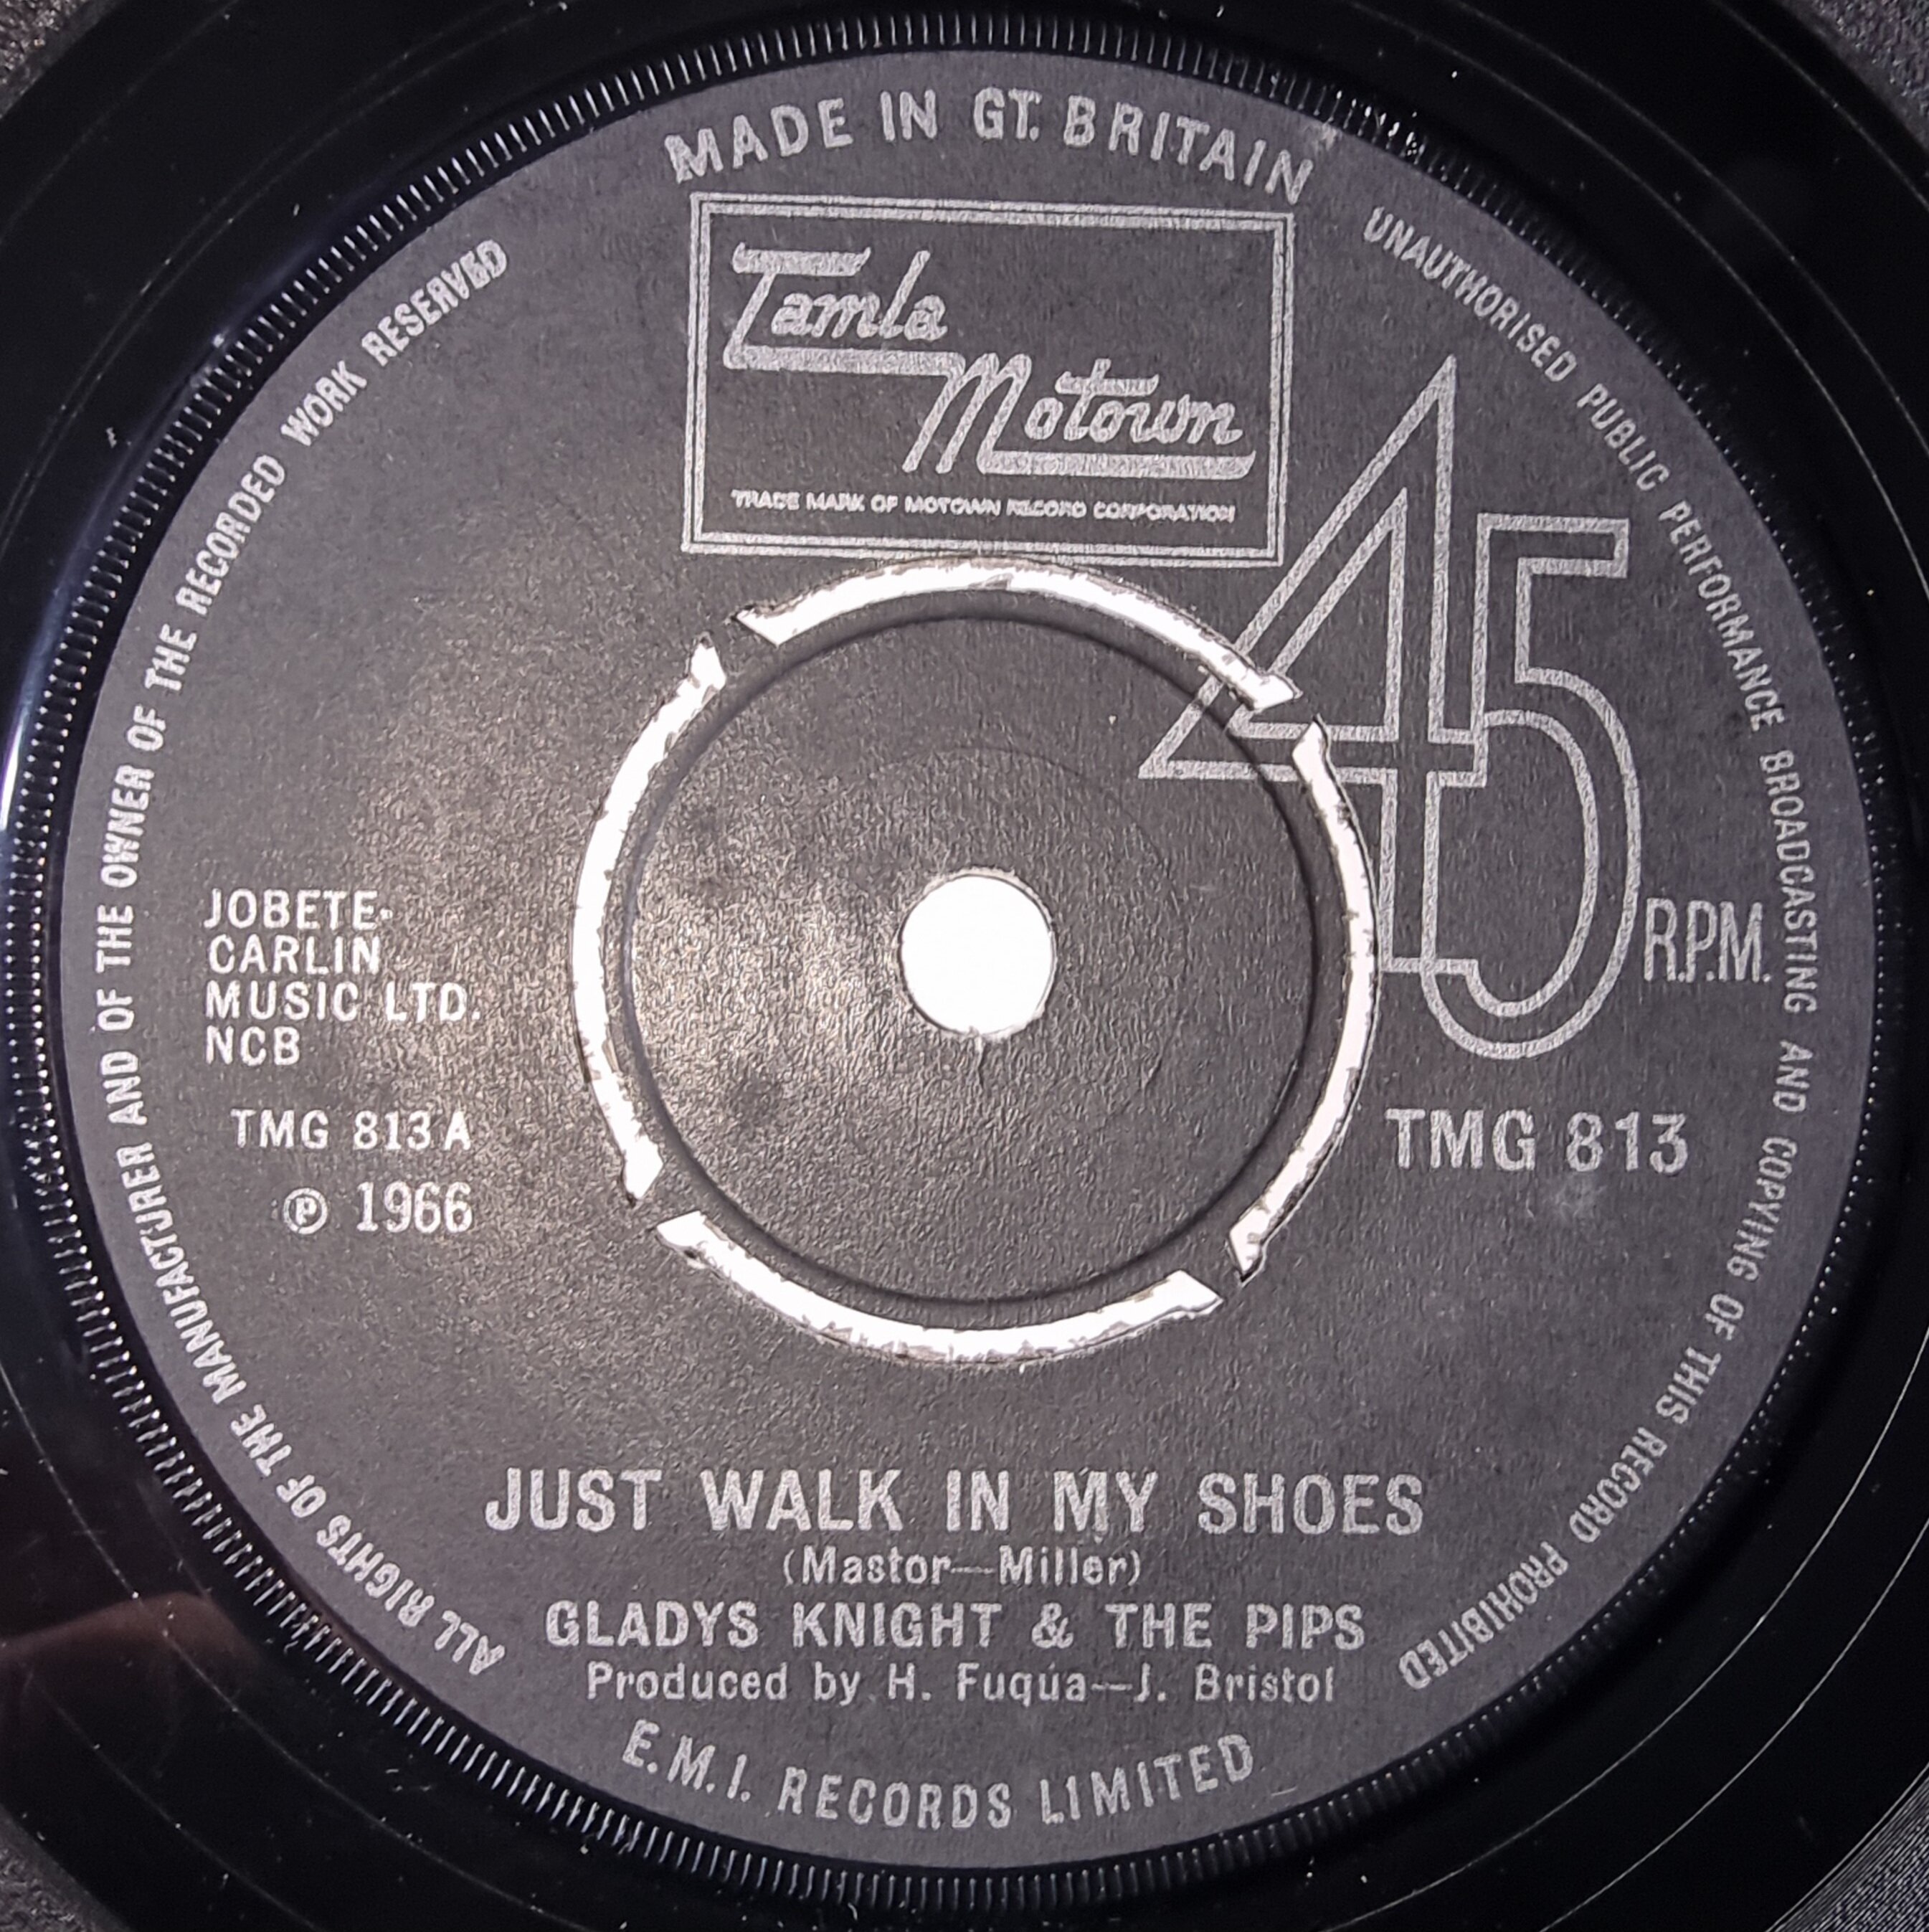 MADE IN GT. BRITAIN
Tamla
Motown
TRADE MARK OF MOTOWN RECORD CORPORATION
UNAUTHORISED PUBLIC PERFORMANCE BROADCASTING AND COPYING OF THIS RECORD PROHIBITED
ALL RIGHTS OF THE MANUFACTURER AND OF THE OWNER OF THE RECORDED WORK RESERVED
45
R.P.M.
JOBETE-
CARLIN
MUSIC LTD.
NCB
TMG 813 A
℗ 1966
TMG 813
JUST WALK IN MY SHOES
(Mastor—Miller)
GLADYS KNIGHT & THE PIPS
Produced by H. Fuqua—J. Bristol
E.M.I. RECORDS LIMITED